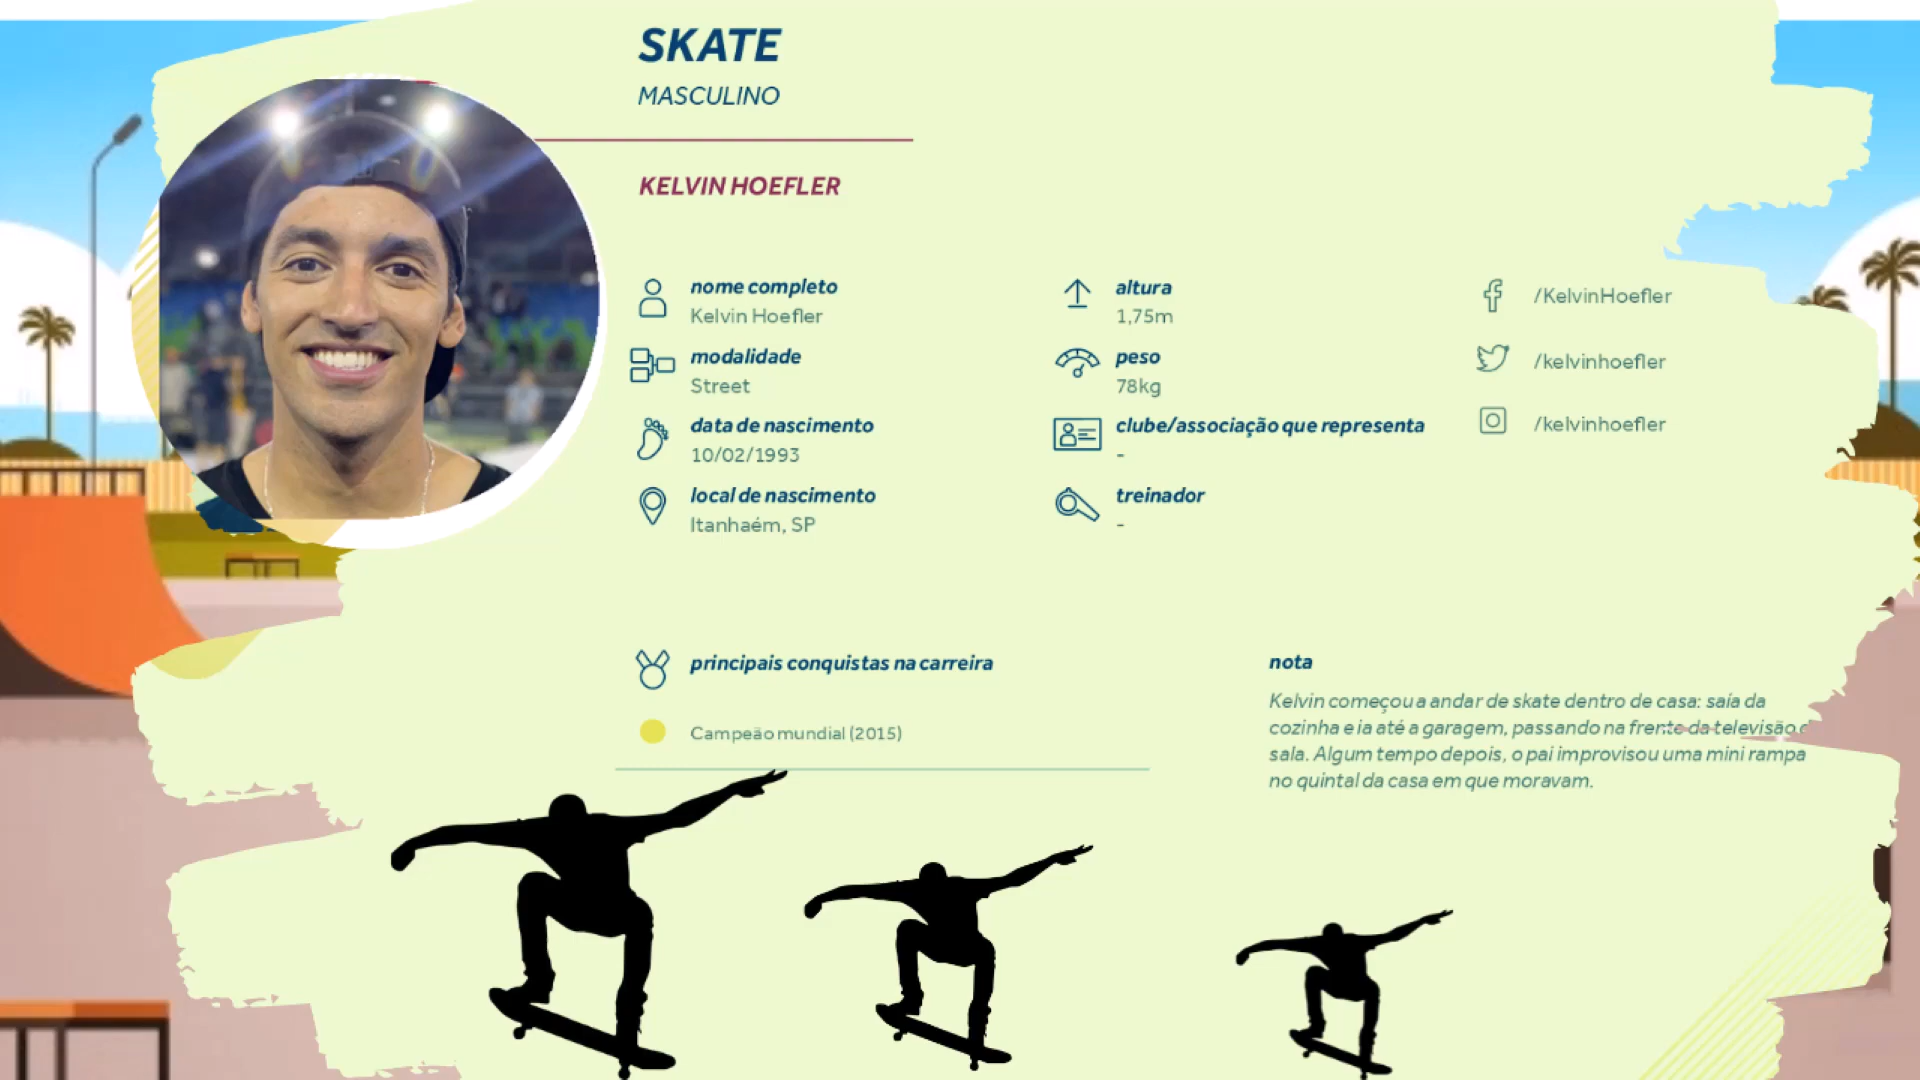 SKATE
MASCULINO
KELVIN HOEFLER
nome completo
Kelvin Hoefler
modalidade
Street
data de nascimento
10/02/1993
local de nascimento
Itanhaém, SP
altura
1,75m
peso
78kg
clube/associação que representa
-
treinador
-
/KelvinHoefler
/kelvinhoefler
/kelvinhoefler
principais conquistas na carreira
Campeão mundial (2015)
nota
Kelvin começou a andar de skate dentro de casa: saía da
cozinha e ia até a garagem, passando na frente da televisão
sala. Algum tempo depois, o pai improvisou uma mini rampa
no quintal da casa em que moravam.